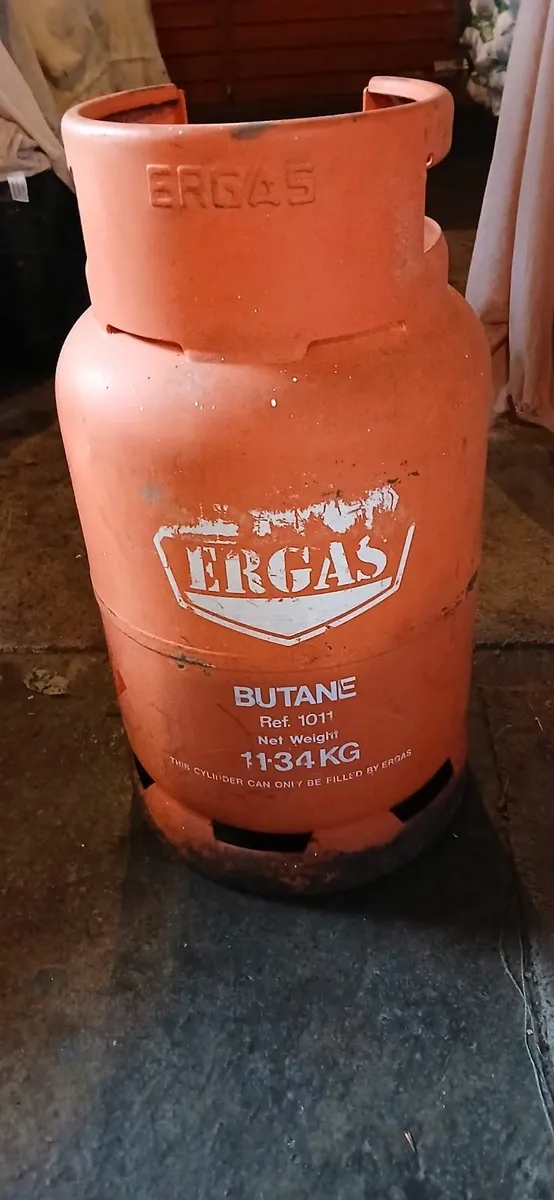 ERGAS
ERGAS
BUTANE
Ref. 1011
Net Weight
11·34 KG
THIS CYLINDER CAN ONLY BE FILLED BY ERGAS